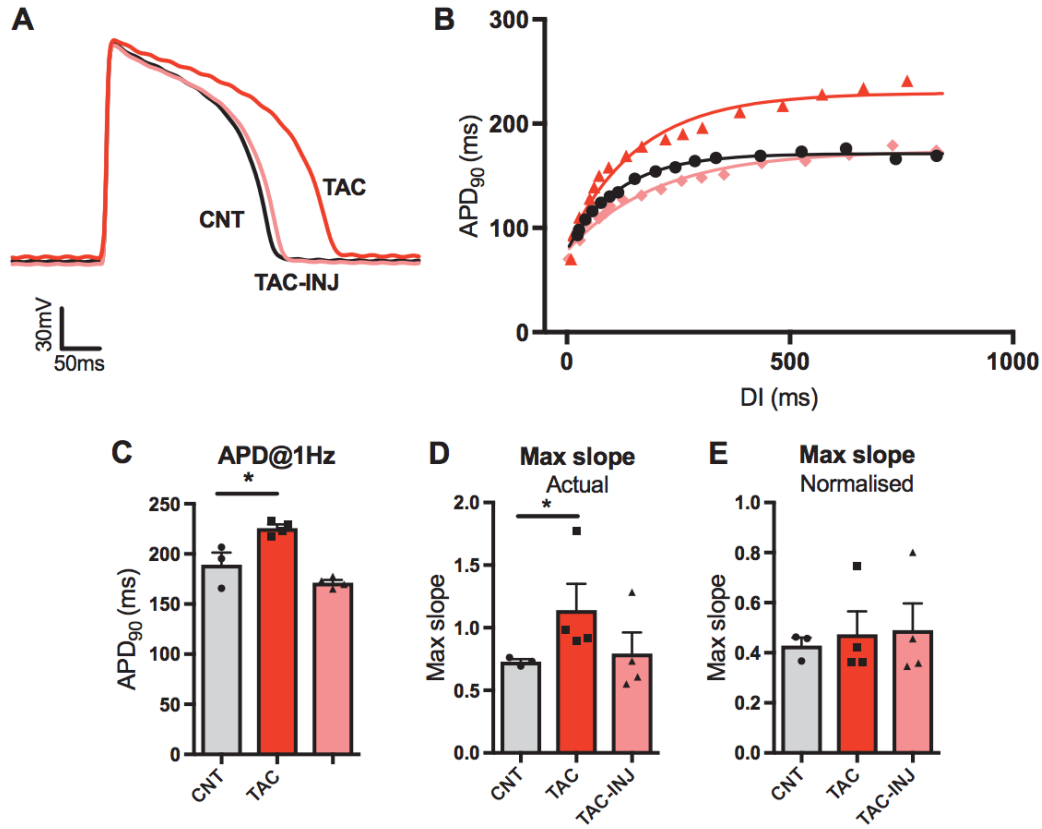 A
TAC
CNT
TAC-INJ
30mV
50ms
B
300
200
100
0
APD90 (ms)
0
500
1000
DI (ms)
C
APD@1Hz
*
250
200
150
100
50
0
APD90 (ms)
CNT
TAC
D
Max slope
Actual
*
2.0
1.5
1.0
0.5
0.0
Max slope
CNT
TAC
TAC-INJ
E
Max slope
Normalised
1.0
0.8
0.6
0.4
0.2
0.0
Max slope
CNT
TAC
TAC-INJ